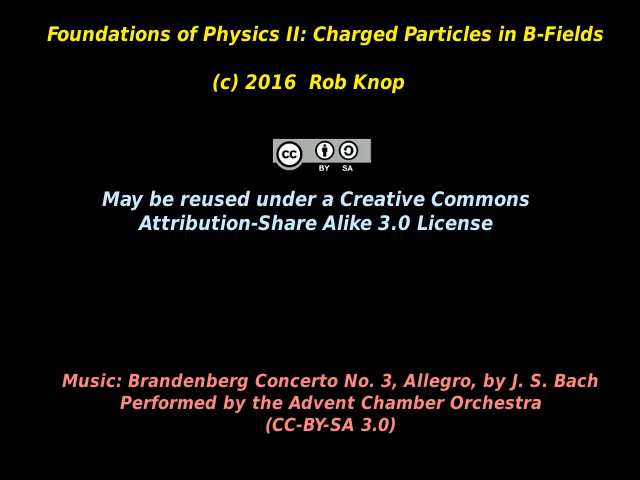 Foundations of Physics II: Charged Particles in B-Fields
(c) 2016  Rob Knop
cc
BY SA
May be reused under a Creative Commons
Attribution-Share Alike 3.0 License
Music: Brandenberg Concerto No. 3, Allegro, by J. S. Bach
Performed by the Advent Chamber Orchestra
(CC-BY-SA 3.0)